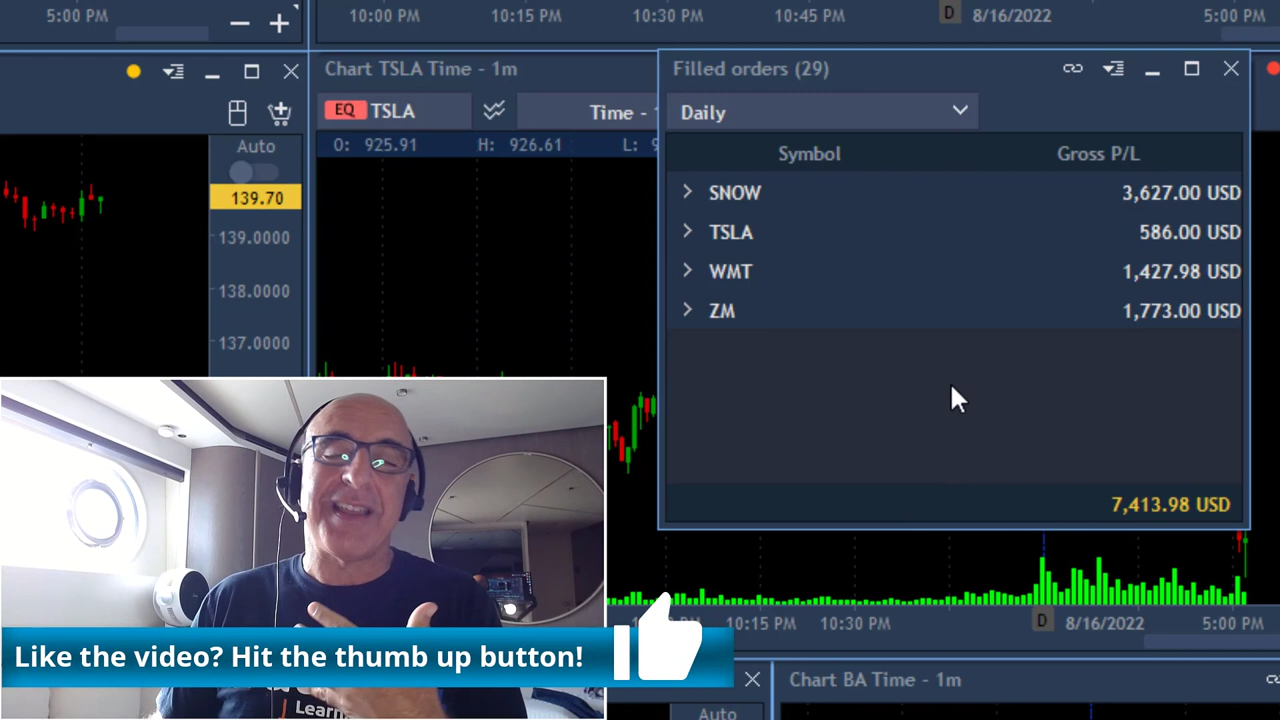 5:00 PM
10:00 PM 10:15 PM 10:30 PM 10:45 PM D 8/16/2022 5:00 PM
Chart TSLA Time - 1m
EQ TSLA
Time -
O: 925.91 H: 926.61 L:
Auto
139.70
139.0000
138.0000
137.0000
Filled orders (29)
Daily
Symbol Gross P/L
SNOW 3,627.00 USD
TSLA 586.00 USD
WMT 1,427.98 USD
ZM 1,773.00 USD
7,413.98 USD
10:15 PM 10:30 PM D 8/16/2022 5:00 PM
Like the video? Hit the thumb up button!
Learn
Chart BA Time - 1m
Auto